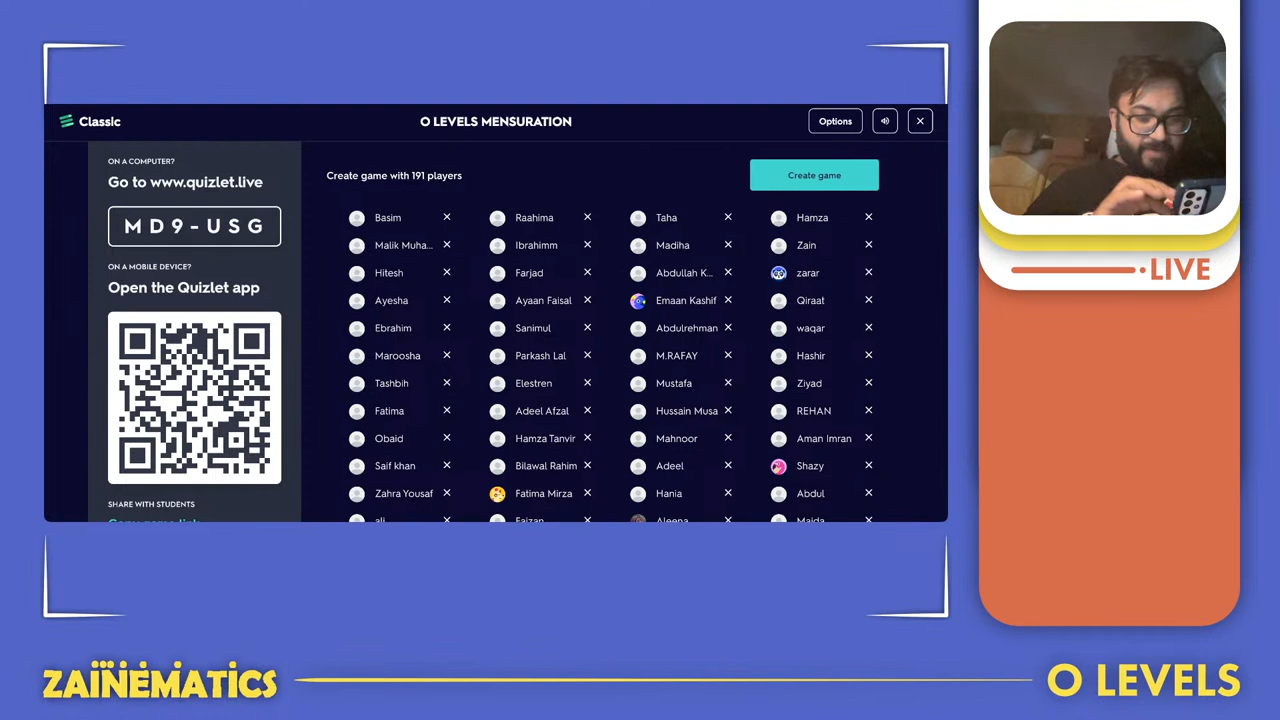 Classic
O LEVELS MENSURATION
Options
ON A COMPUTER?
Go to www.quizlet.live
MD9-USG
ON A MOBILE DEVICE?
Open the Quizlet app
SHARE WITH STUDENTS
Create game with 191 players
Create game
Basim
Raahima
Taha
Hamza
Malik Muha...
Ibrahimm
Madiha
Zain
Hitesh
Farjad
Abdullah K...
zarar
Ayesha
Ayaan Faisal
Emaan Kashif
Qiraat
Ebrahim
Sanimul
Abdulrehman
waqar
Maroosha
Parkash Lal
M.RAFAY
Hashir
Tashbih
Elestren
Mustafa
Ziyad
Fatima
Adeel Afzal
Hussain Musa
REHAN
Obaid
Hamza Tanvir
Mahnoor
Aman Imran
Saif khan
Bilawal Rahim
Adeel
Shazy
Zahra Yousaf
Fatima Mirza
Hania
Abdul
ali
Faizan
Aleena
Maida
LIVE
ZAINEMATICS
O LEVELS